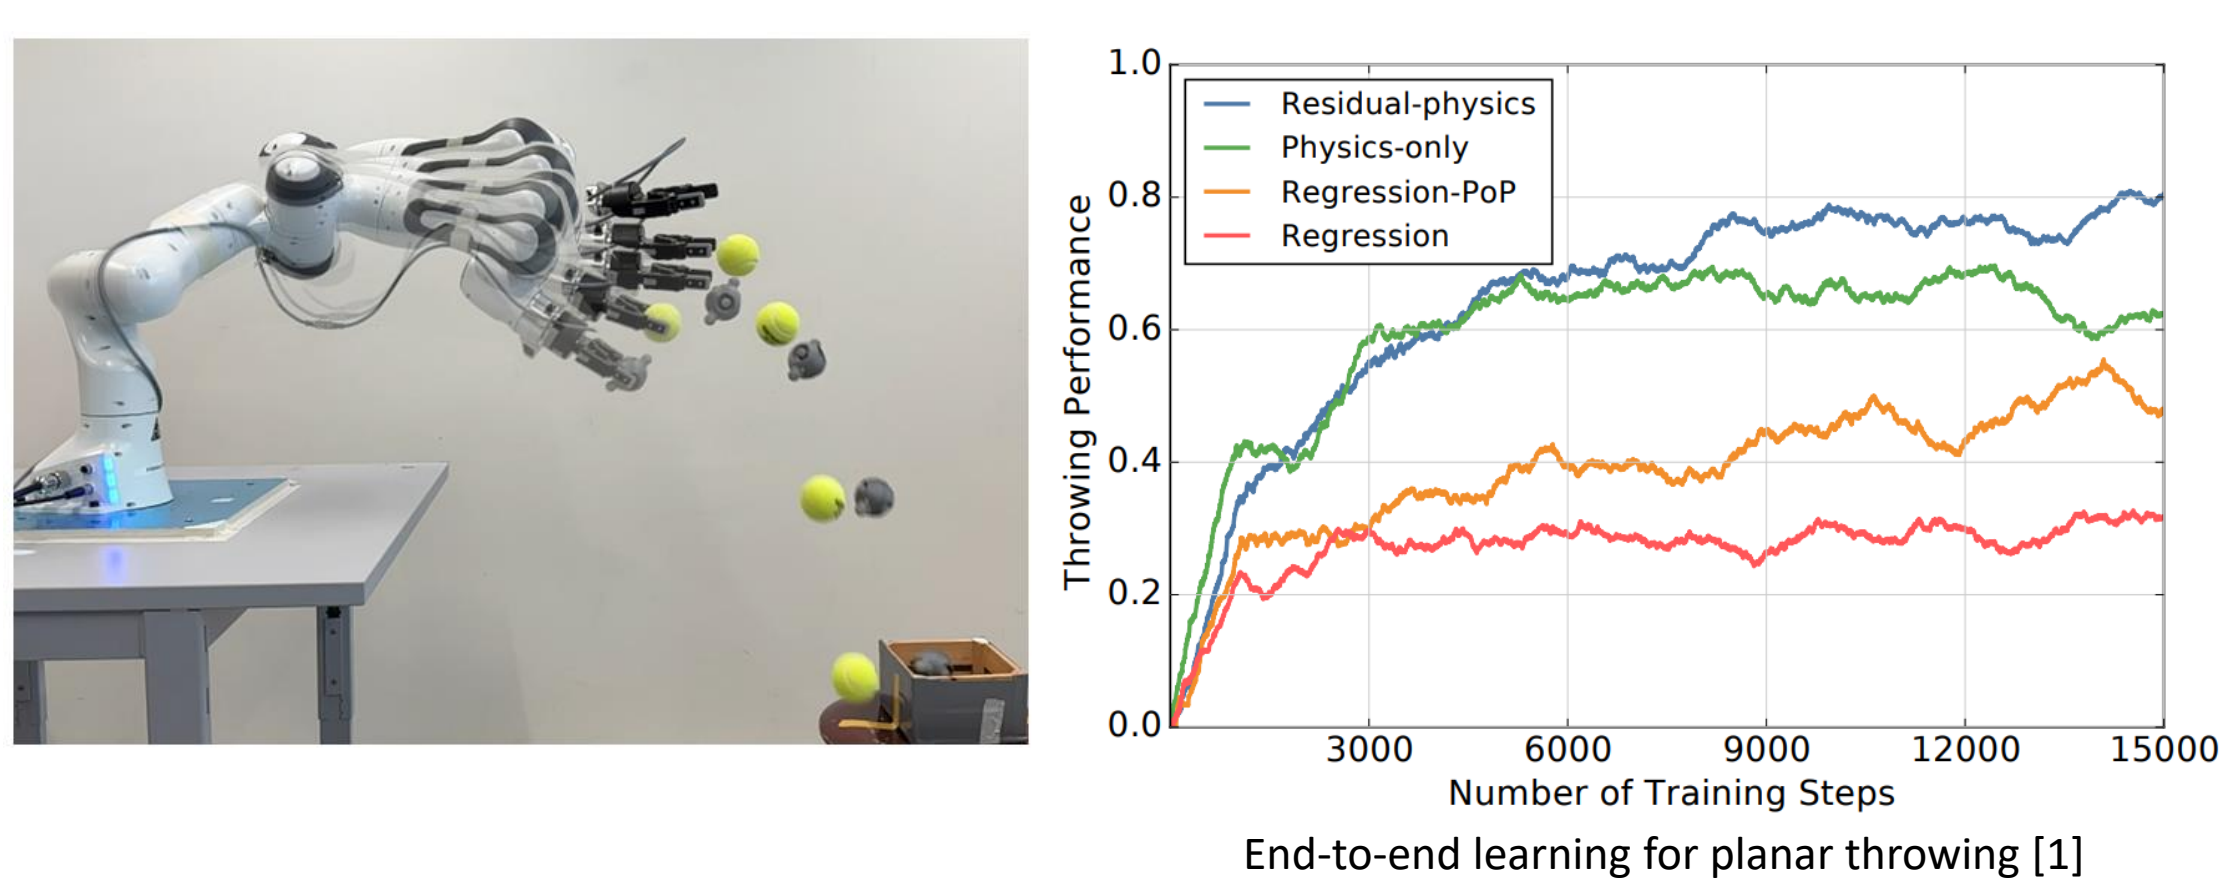 1.0
0.8
0.6
0.4
0.2
0.0
Throwing Performance
Residual-physics
Physics-only
Regression-PoP
Regression
3000 6000 9000 12000 15000
Number of Training Steps
End-to-end learning for planar throwing [1]